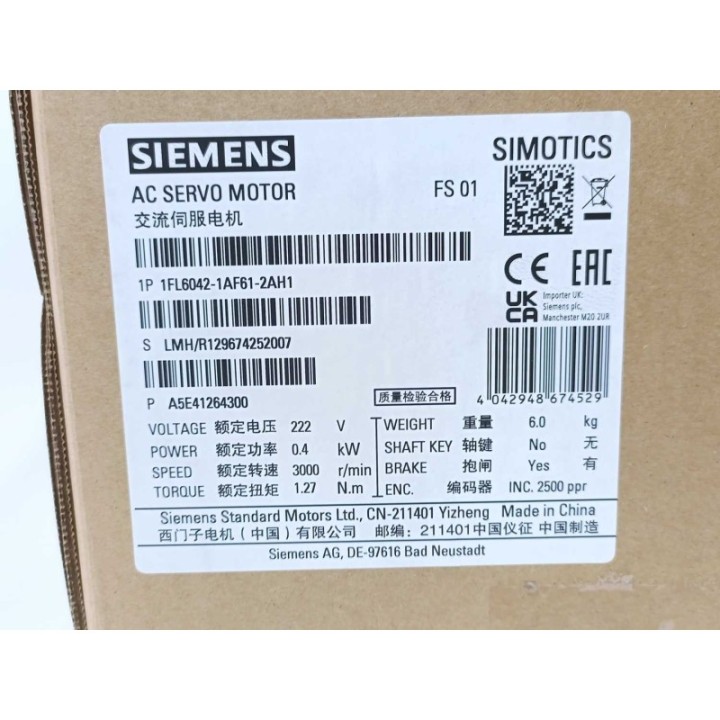 SIEMENS
SIMOTICS
AC SERVO MOTOR
FS 01
交流伺服电机
1P 1FL6042-1AF61-2AH1
CE EAC
UKCA
Importer UK:
Siemens plc,
Manchester M20 2UR
S LMH/R129674252007
质量检验合格
4 042948 674529
P A5E41264300
VOLTAGE 额定电压 222 V
POWER 额定功率 0.4 kW
SPEED 额定转速 3000 r/min
TORQUE 额定扭矩 1.27 N.m
WEIGHT 重量 6.0 kg
SHAFT KEY 轴键 No 无
BRAKE 抱闸 Yes 有
ENC. 编码器 INC. 2500 ppr
Siemens Standard Motors Ltd., CN-211401 Yizheng Made in China
西门子电机（中国）有限公司 邮编：211401中国仪征 中国制造
Siemens AG, DE-97616 Bad Neustadt